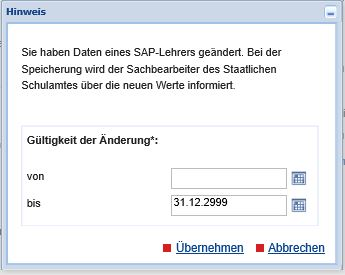 Hinweis
Sie haben Daten eines SAP-Lehrers geändert. Bei der
Speicherung wird der Sachbearbeiter des Staatlichen
Schulamtes über die neuen Werte informiert.
Gültigkeit der Änderung*:
von
bis 31.12.2999
Übernehmen Abbrechen